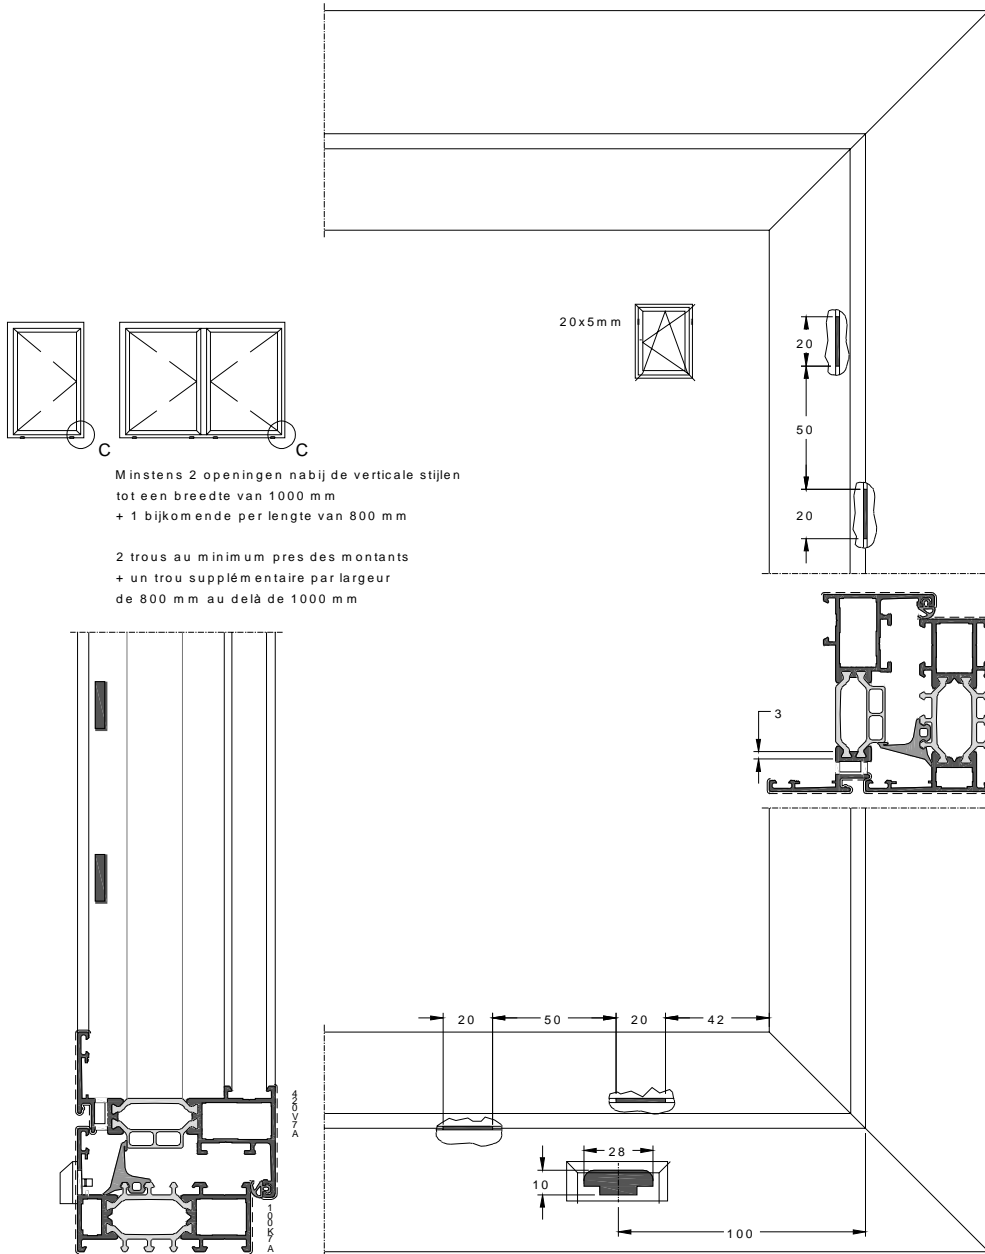 20x5mm
20
50
20
C
C
Minstens 2 openingen nabij de verticale stijlen
tot een breedte van 1000 mm
+ 1 bijkomende per lengte van 800 mm
2 trous au minimum pres des montants
+ un trou supplémentaire par largeur
de 800 mm au delà de 1000 mm
3
20
50
20
42
420V7A
28
10
100K7A
100